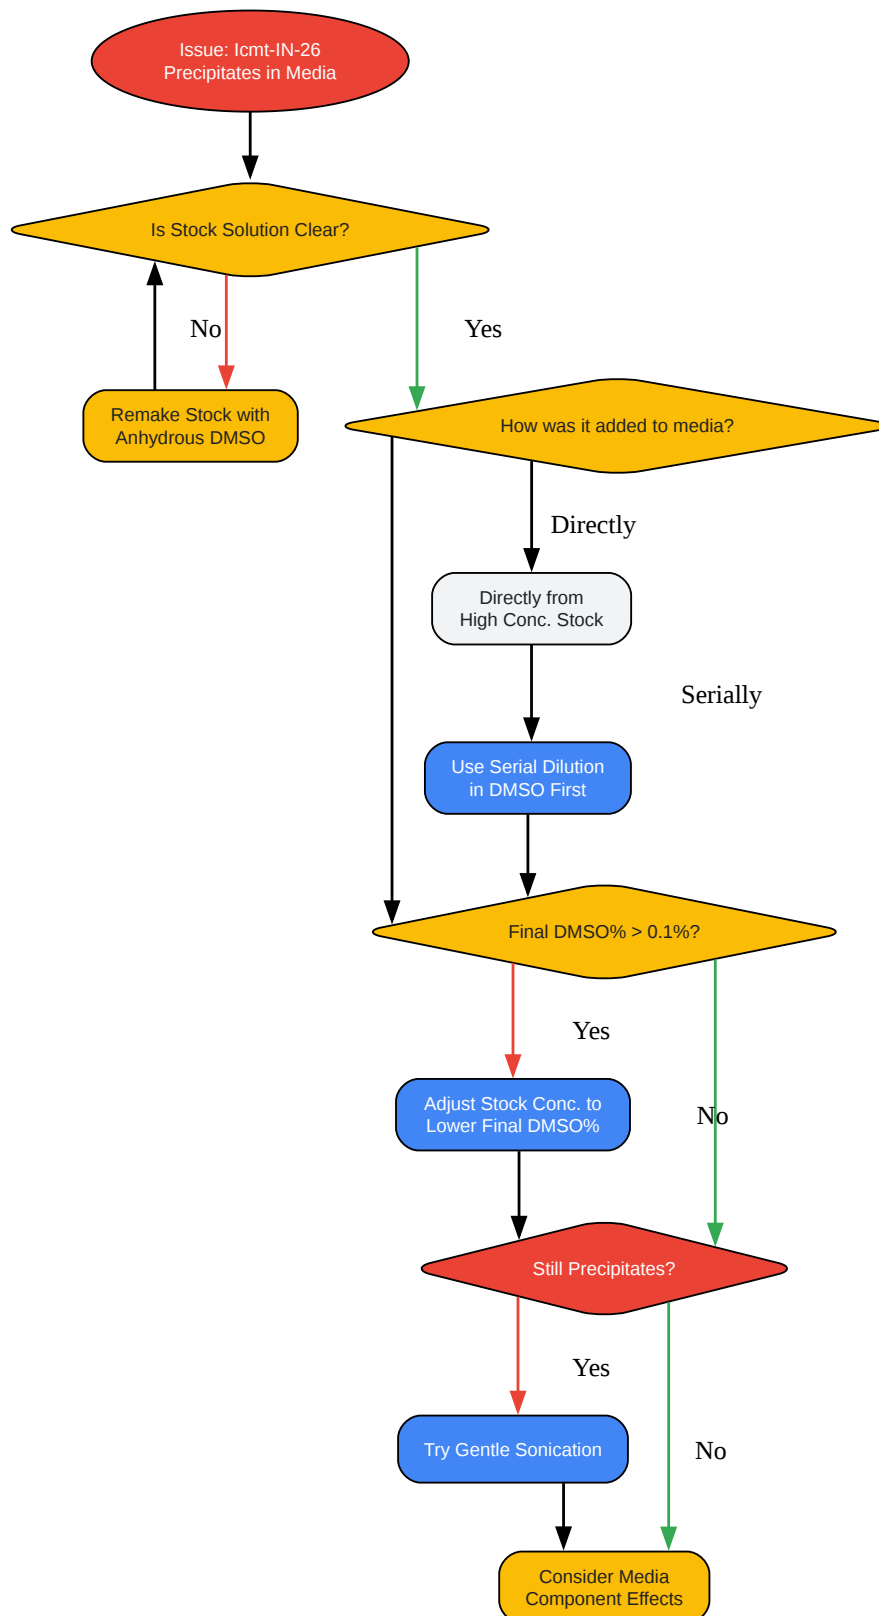 Issue: Icmt-IN-26
Precipitates in Media
Is Stock Solution Clear?
No
Yes
Remake Stock with
Anhydrous DMSO
How was it added to media?
Directly
Directly from
High Conc. Stock
Serially
Use Serial Dilution
in DMSO First
Final DMSO% > 0.1%?
Yes
Adjust Stock Conc. to
Lower Final DMSO%
No
Still Precipitates?
Yes
Try Gentle Sonication
No
Consider Media
Component Effects